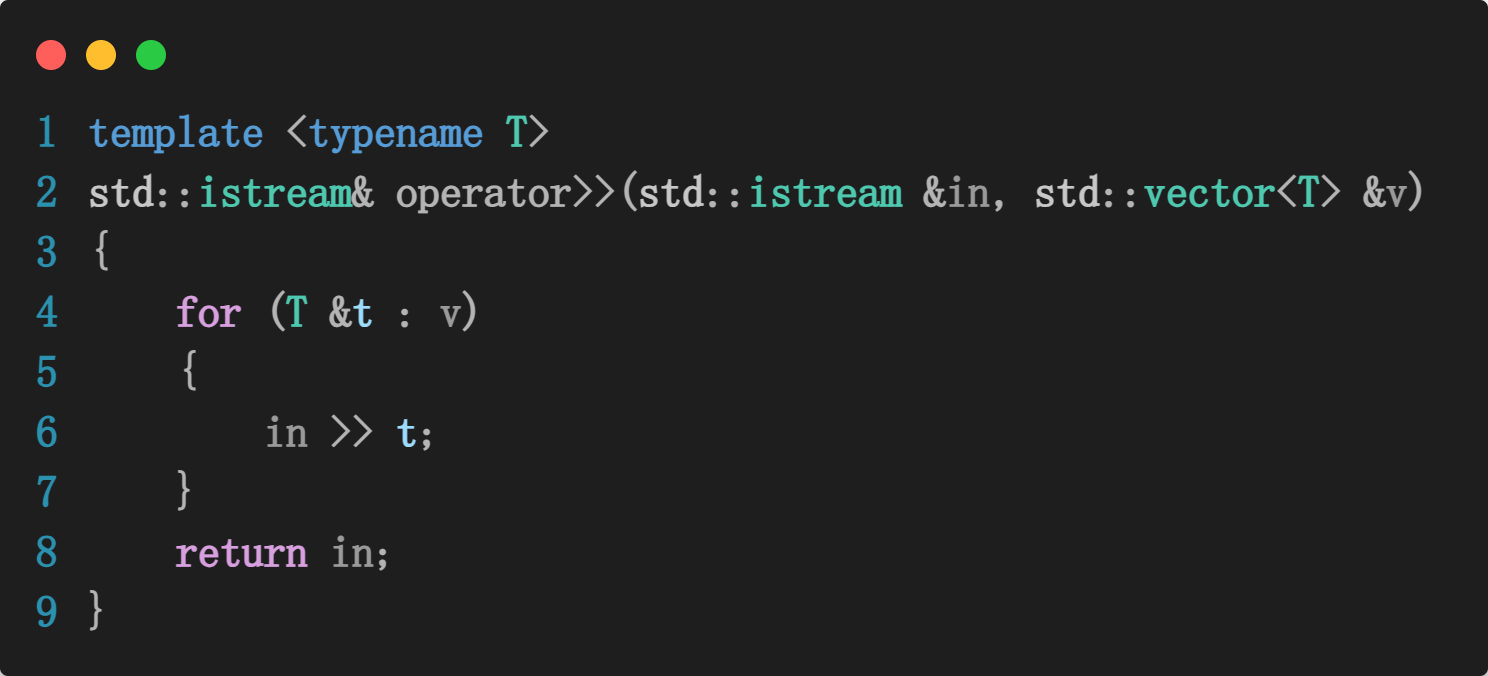 1 template <typename T>
2 std::istream& operator>>(std::istream &in, std::vector<T> &v)
3 {
4     for (T &t : v)
5     {
6         in >> t;
7     }
8     return in;
9 }